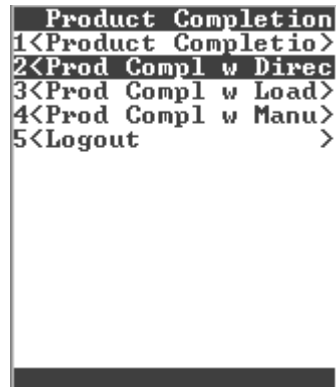 Product Completion
1<Product Completio>
2<Prod Compl w Direc
3<Prod Compl w Load>
4<Prod Compl w Manu>
5<Logout >